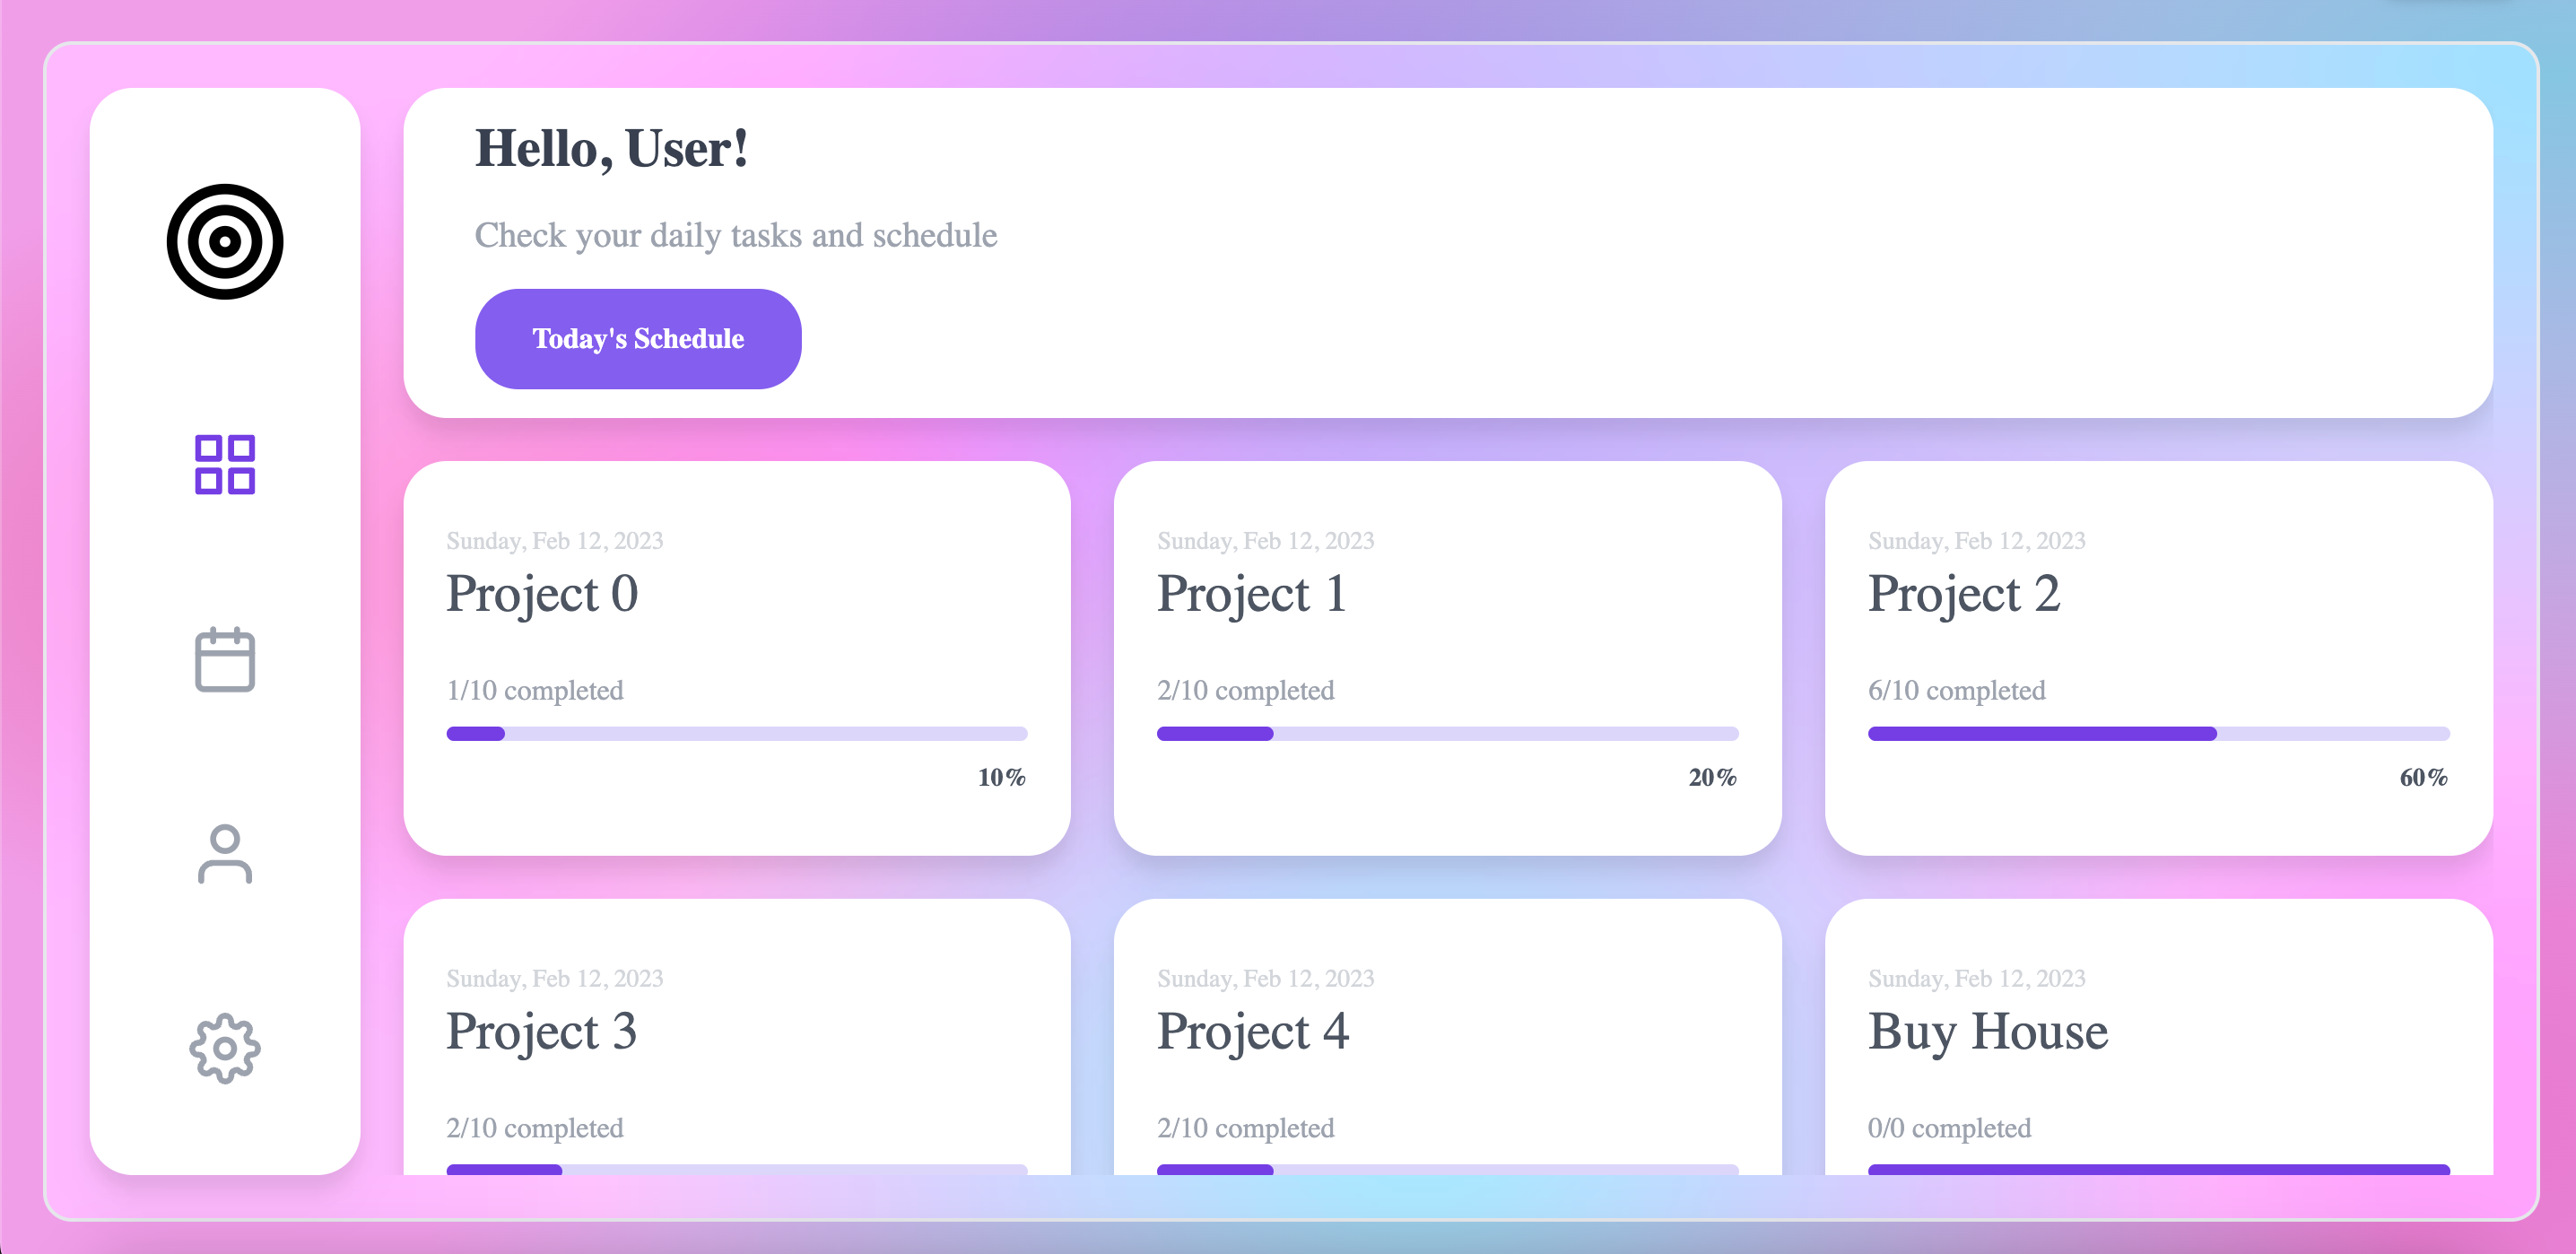 Hello, User!
Check your daily tasks and schedule
Today's Schedule
Sunday, Feb 12, 2023
Project 0
1/10 completed
10%
Sunday, Feb 12, 2023
Project 1
2/10 completed
20%
Sunday, Feb 12, 2023
Project 2
6/10 completed
60%
Sunday, Feb 12, 2023
Project 3
2/10 completed
Sunday, Feb 12, 2023
Project 4
2/10 completed
Sunday, Feb 12, 2023
Buy House
0/0 completed